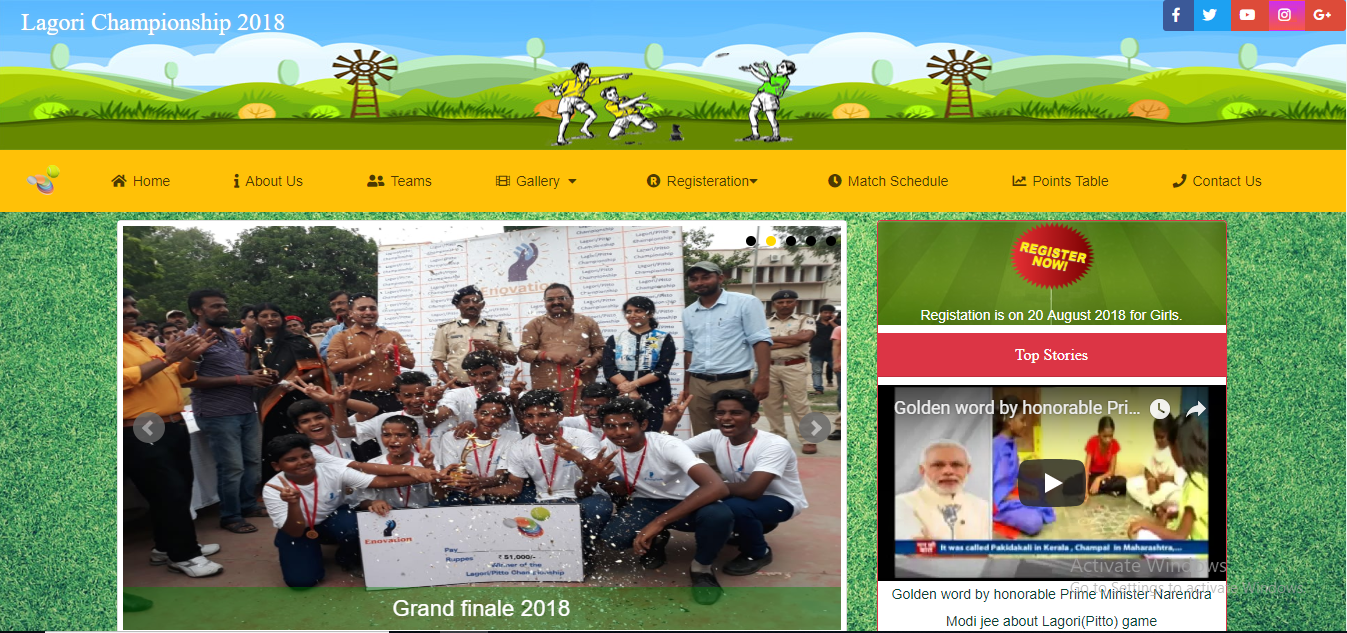 Lagori Championship 2018
Home
About Us
Teams
Gallery
R Registeration
Match Schedule
Points Table
Contact Us
Enovation
Enovation
Pay
Rupees
₹ 51,000/-
Winner of the
Lagori/Pitto Championship
Grand finale 2018
REGISTER
NOW!
Registation is on 20 August 2018 for Girls.
Top Stories
Golden word by honorable Pri...
It was called Pakidakali in Kerala , Champal in Maharashtra,...
Activate Windows
Go to Settings to activate Windows.
Golden word by honorable Prime Minister Narendra
Modi jee about Lagori(Pitto) game